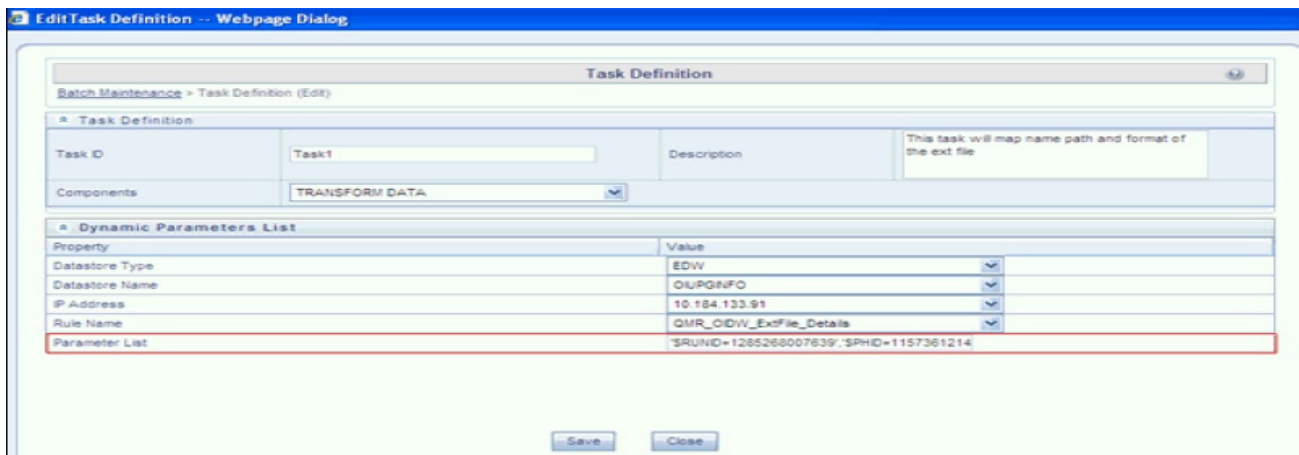 EditTask Definition -- Webpage Dialog
Task Definition
Batch Maintenance > Task Definition (Edit)
Task Definition
Task ID Task1 Description This task will map name path and format of the ext file
Components TRANSFORM DATA
Dynamic Parameters List
Property Value
Datastore Type EDW
Datastore Name OIUPGINFO
IP Address 10.184.133.91
Rule Name QMR_OIDW_ExtFile_Details
Parameter List '$RUNID=1285268007639','$PHID=1157361214
Save Close